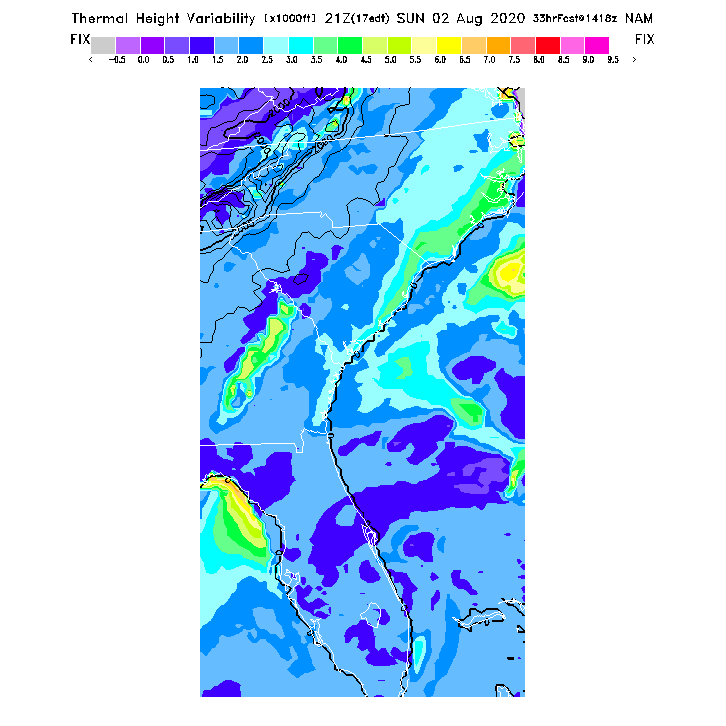 Thermal Height Variability [x1000ft] 21Z(17edt) SUN 02 Aug 2020 33hrFcst@1418z NAM
FIX FIX
< -0.5 0.0 0.5 1.0 1.5 2.0 2.5 3.0 3.5 4.0 4.5 5.0 5.5 6.0 6.5 7.0 7.5 8.0 8.5 9.0 9.5 >
2000